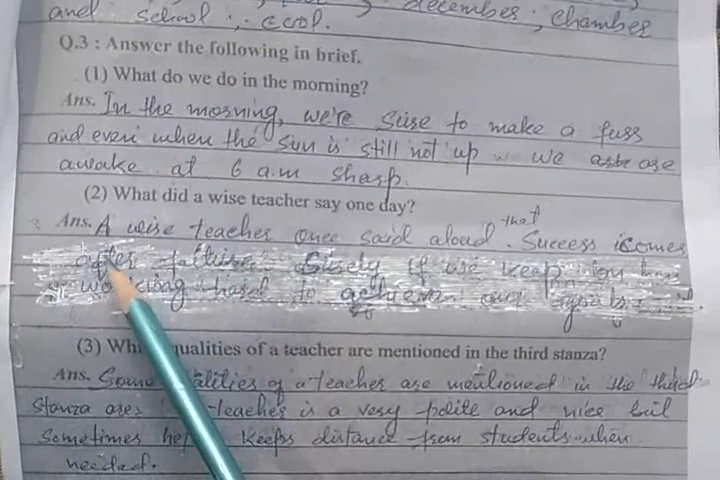 and school ; cool. december ; chamber
Q.3 : Answer the following in brief.
(1) What do we do in the morning?
Ans. In the morning, we're sure to make a fuss
and even when the sun is still not up we are
awake at 6 a.m sharp.
(2) What did a wise teacher say one day?
Ans. A wise teacher once said aloud that Success comes
after failure. Surely if we keep on
working hard to achieve our goals
(3) Wh qualities of a teacher are mentioned in the third stanza?
Ans. Some qualities of a teacher are mentioned in the third
stanza are: teacher is a very polite and nice but
Sometimes he keeps distance from students when
needed.